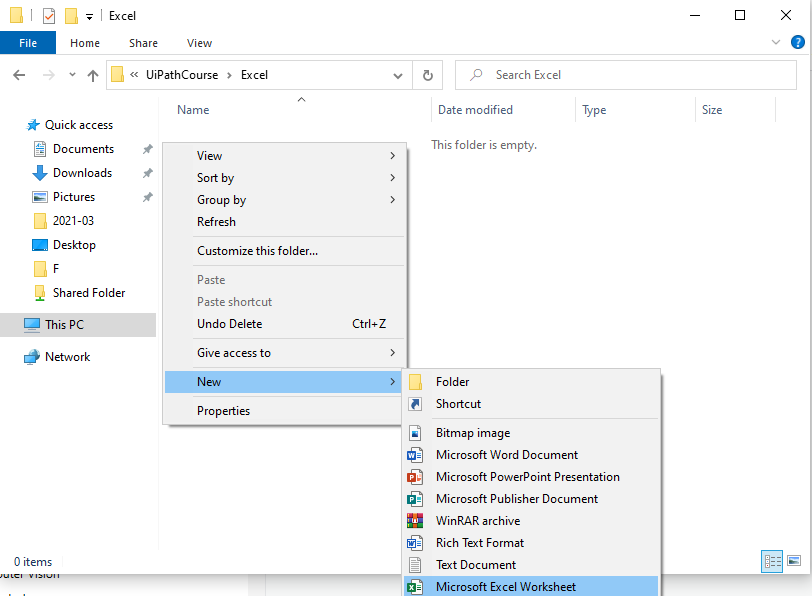 Excel
File Home Share View
UiPathCourse Excel
Search Excel
Name Date modified Type Size
This folder is empty.
Quick access
Documents
Downloads
Pictures
2021-03
Desktop
F
Shared Folder
This PC
Network
View
Sort by
Group by
Refresh
Customize this folder...
Paste
Paste shortcut
Undo Delete Ctrl+Z
Give access to
New
Properties
Folder
Shortcut
Bitmap image
Microsoft Word Document
Microsoft PowerPoint Presentation
Microsoft Publisher Document
WinRAR archive
Rich Text Format
Text Document
Microsoft Excel Worksheet
0 items
Vision